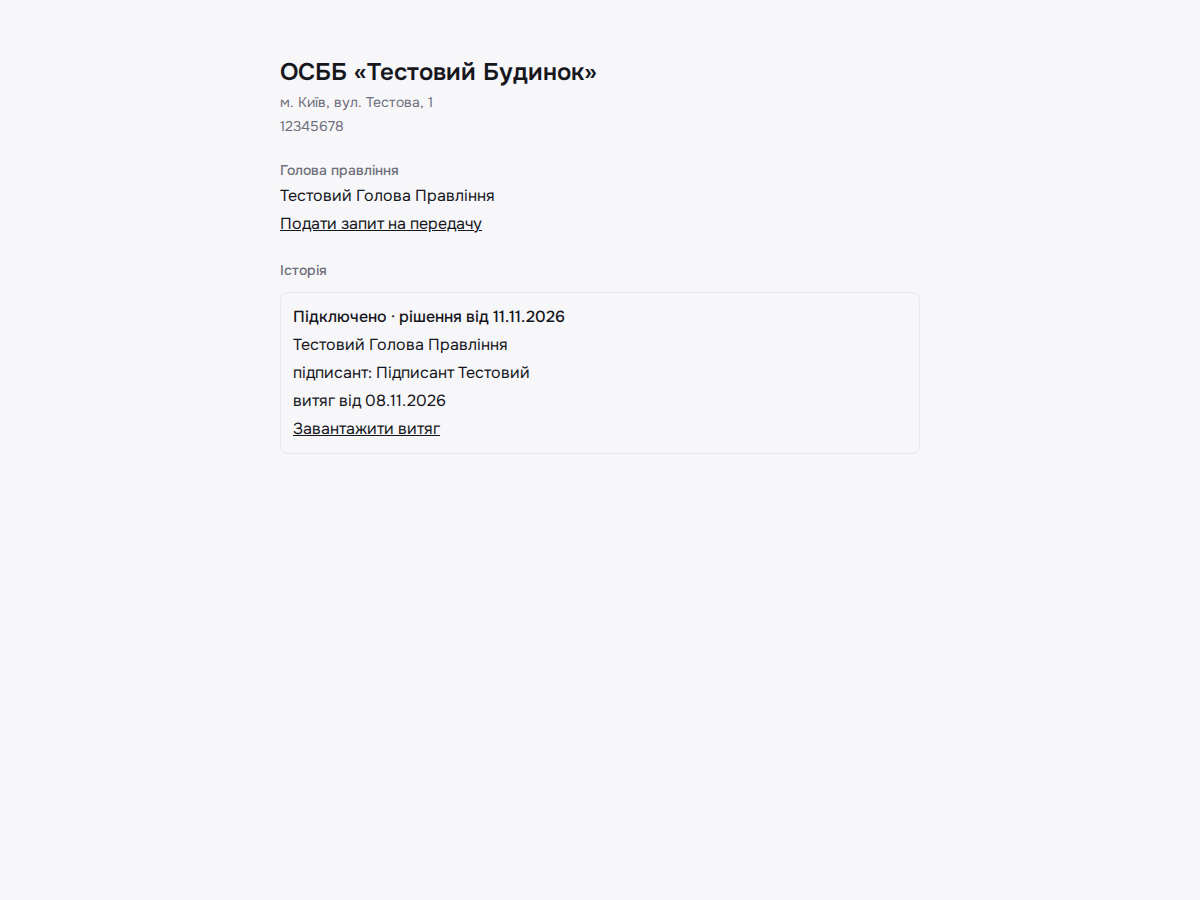 ОСББ «Тестовий Будинок»
м. Київ, вул. Тестова, 1
12345678
Голова правління
Тестовий Голова Правління
Подати запит на передачу
Історія
Підключено · рішення від 11.11.2026
Тестовий Голова Правління
підписант: Підписант Тестовий
витяг від 08.11.2026
Завантажити витяг